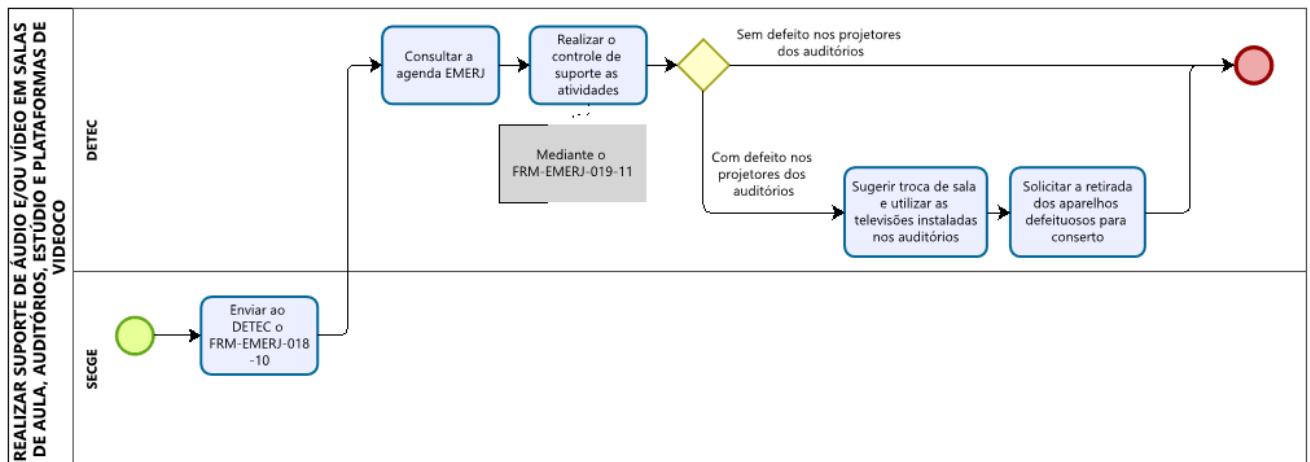 REALIZAR SUPORTE DE ÁUDIO E/OU VÍDEO EM SALAS
DE AULA, AUDITÓRIOS, ESTÚDIO E PLATAFORMAS DE
VIDEOCO
DETEC
Consultar a
agenda EMERJ
Realizar o
controle de
suporte as
atividades
Mediante o
FRM-EMERJ-019-11
Sem defeito nos projetores
dos auditórios
Com defeito nos
projetores dos
auditórios
Sugerir troca de sala
e utilizar as
televisões instaladas
nos auditórios
Solicitar a retirada
dos aparelhos
defeituosos para
conserto
SECGE
Enviar ao
DETEC o
FRM-EMERJ-018
-10